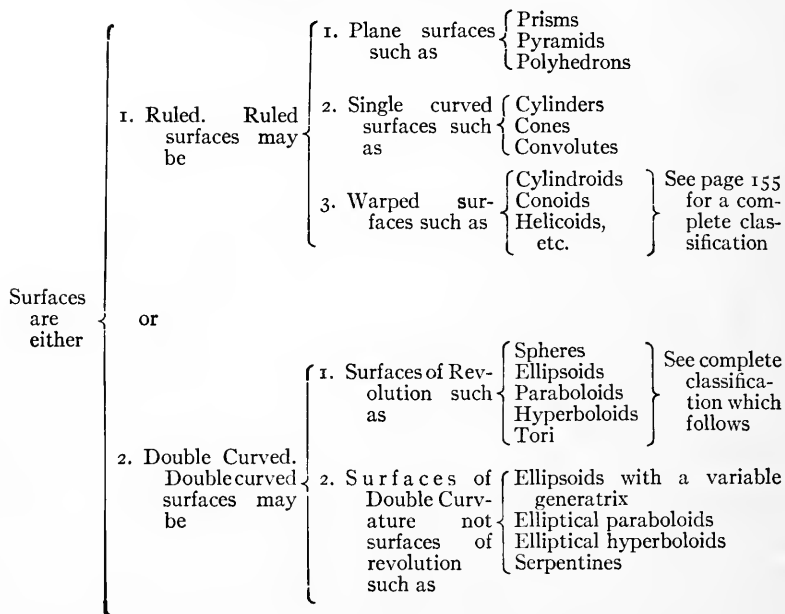 Surfaces
are
either
1. Ruled. Ruled
surfaces may
be
1. Plane surfaces
such as
Prisms
Pyramids
Polyhedrons
2. Single curved
surfaces such
as
Cylinders
Cones
Convolutes
3. Warped sur-
faces such as
Cylindroids
Conoids
Helicoids,
etc.
See page 155
for a com-
plete clas-
sification
or
2. Double Curved.
Double curved
surfaces may
be
1. Surfaces of Rev-
olution such
as
Spheres
Ellipsoids
Paraboloids
Hyperboloids
Tori
See complete
classifica-
tion which
follows
2. Surfaces of
Double Curv-
ature not
surfaces of
revolution
such as
Ellipsoids with a variable
generatrix
Elliptical paraboloids
Elliptical hyperboloids
Serpentines